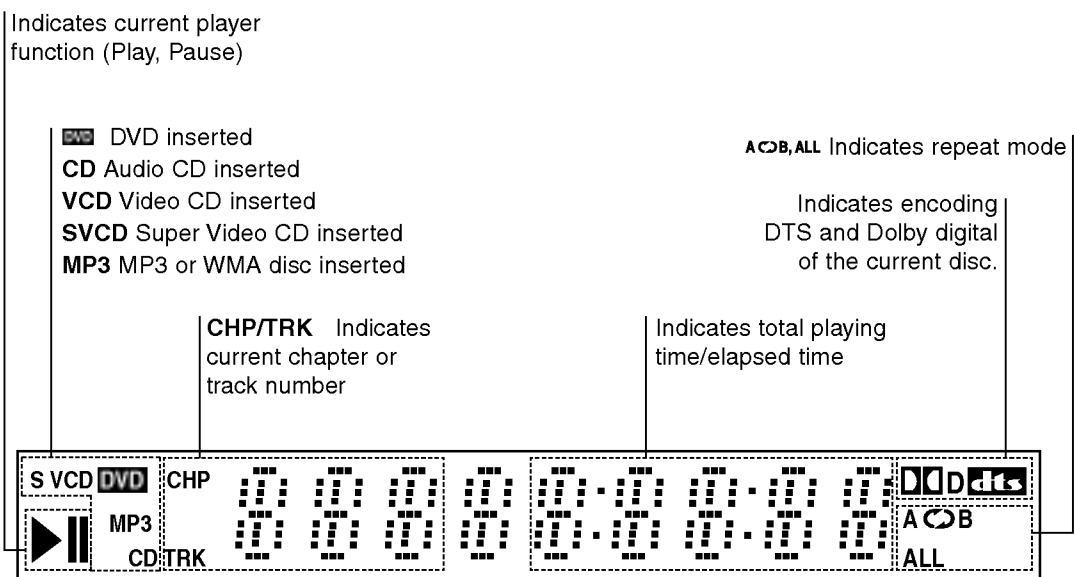 Indicates current player
function (Play, Pause)
DVD DVD inserted
CD Audio CD inserted
VCD Video CD inserted
SVCD Super Video CD inserted
MP3 MP3 or WMA disc inserted
A B, ALL Indicates repeat mode
Indicates encoding
DTS and Dolby digital
of the current disc.
CHP/TRK Indicates
current chapter or
track number
Indicates total playing
time/elapsed time
S VCD DVD CHP
MP3
CD TRK
D dts
A B
ALL